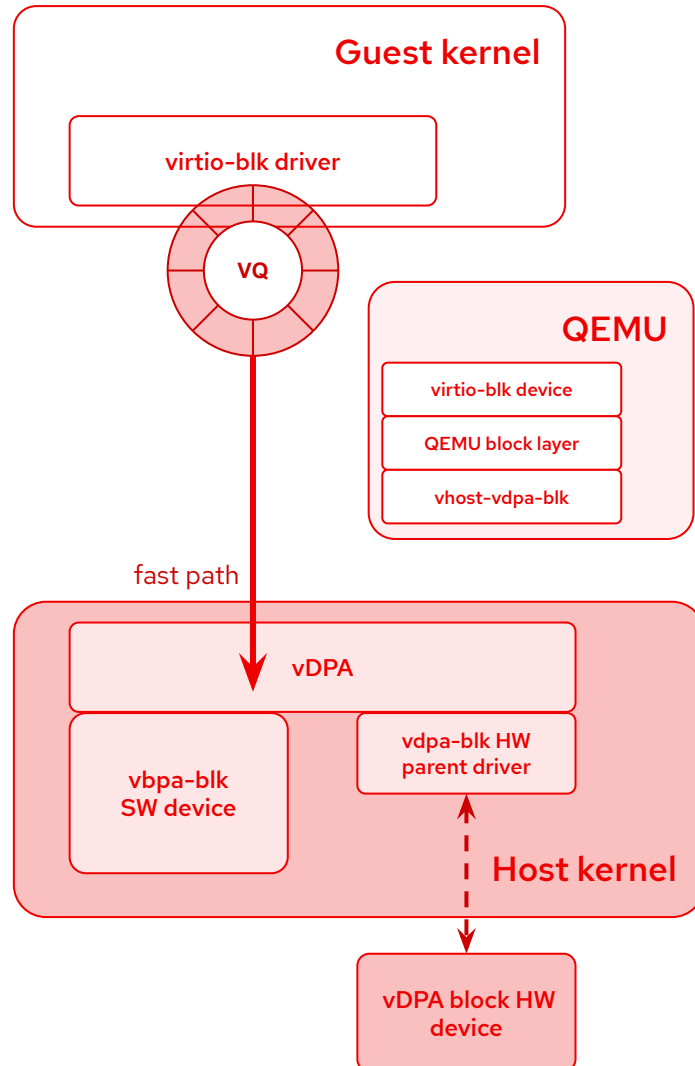 Guest kernel
virtio-blk driver
VQ
QEMU
virtio-blk device
QEMU block layer
vhost-vdpa-blk
fast path
vDPA
vbpa-blk
SW device
vdpa-blk HW
parent driver
Host kernel
vDPA block HW
device